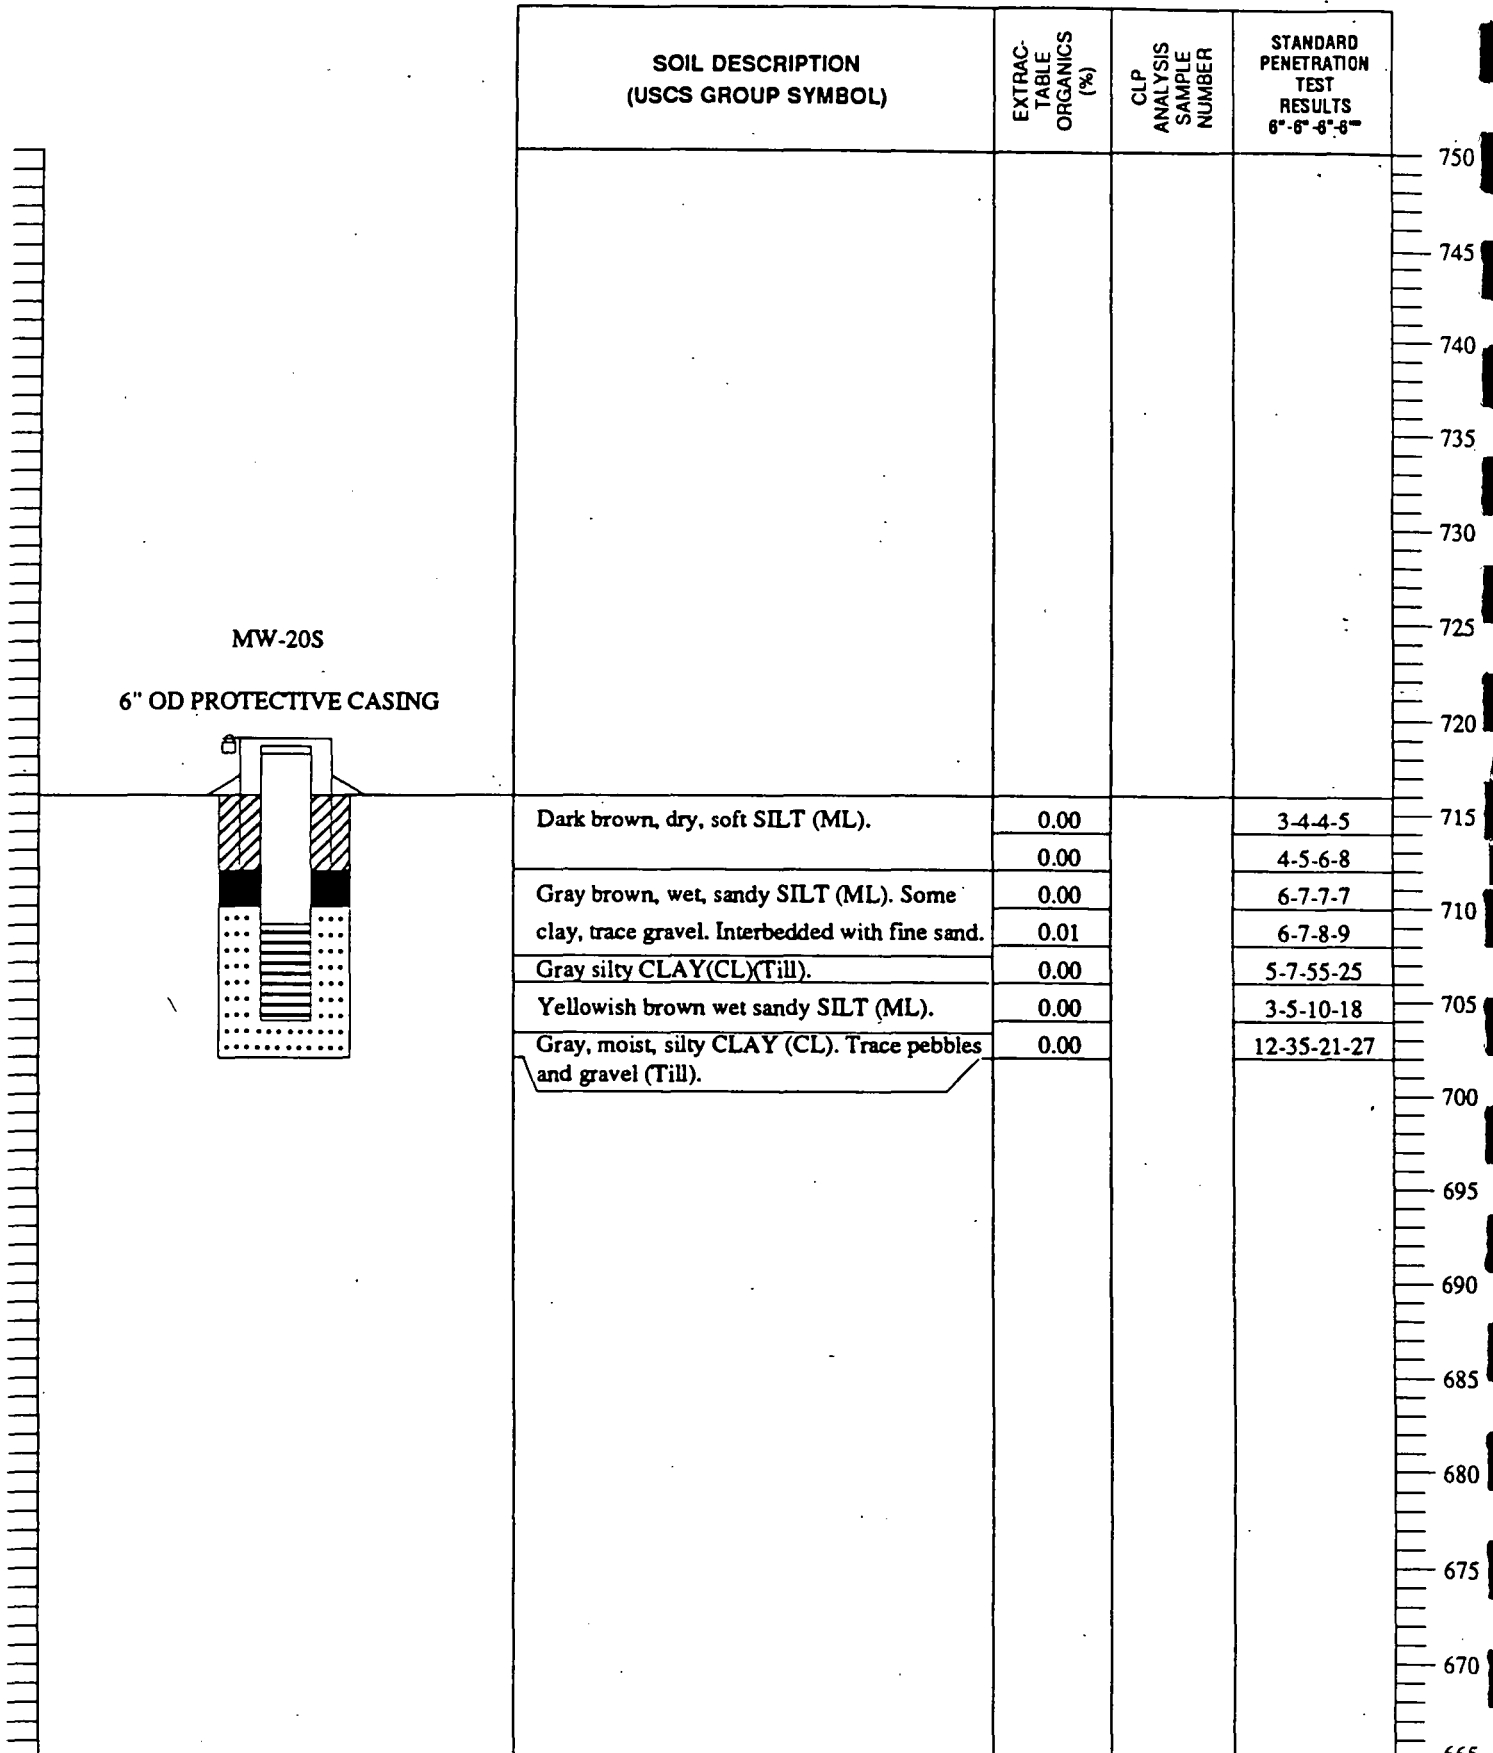 SOIL DESCRIPTION
(USCS GROUP SYMBOL)
EXTRAC-
TABLE
ORGANICS
(%)
CLP
ANALYSIS
SAMPLE
NUMBER
STANDARD
PENETRATION
TEST
RESULTS
6"-6"-6"-6"
750
745
740
735
730
MW-20S
725
6" OD PROTECTIVE CASING
720
Dark brown, dry, soft SILT (ML). 0.00 3-4-4-5 715
0.00 4-5-6-8
Gray brown, wet, sandy SILT (ML). Some 0.00 6-7-7-7 710
clay, trace gravel. Interbedded with fine sand. 0.01 6-7-8-9
Gray silty CLAY(CL)(Till). 0.00 5-7-55-25
Yellowish brown wet sandy SILT (ML). 0.00 3-5-10-18 705
Gray, moist, silty CLAY (CL). Trace pebbles 0.00 12-35-21-27
and gravel (Till).
700
695
690
685
680
675
670